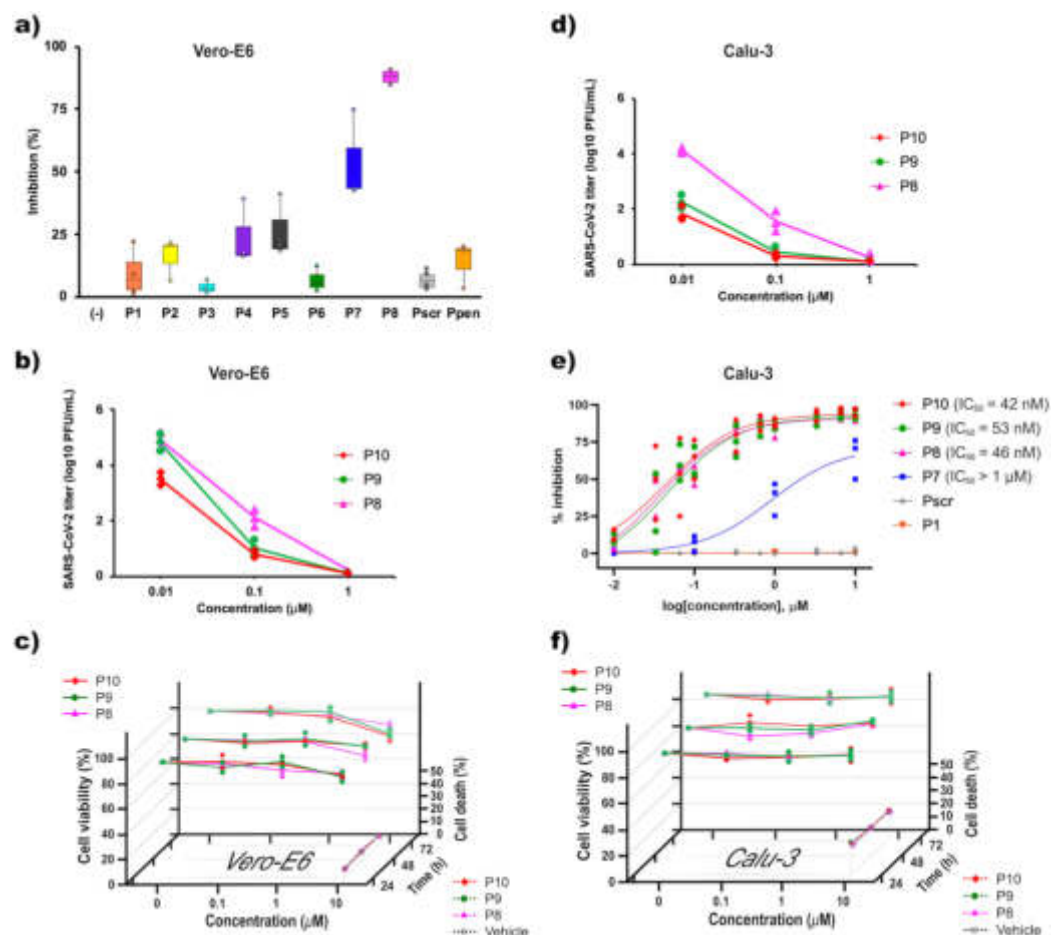 a)
Vero-E6
Inhibition (%)
100
75
50
25
0
(-) P1 P2 P3 P4 P5 P6 P7 P8 Pscr Ppen
d)
Calu-3
SARS-CoV-2 titer (log10 PFU/mL)
6
4
2
0
0.01 0.1 1
Concentration (µM)
P10
P9
P8
b)
Vero-E6
SARS-CoV-2 titer (log10 PFU/mL)
6
4
2
0
0.01 0.1 1
Concentration (µM)
P10
P9
P8
e)
Calu-3
% inhibition
100
75
50
25
0
-2 -1 0 1
log[concentration], µM
P10 (IC₅₀ = 42 nM)
P9 (IC₅₀ = 53 nM)
P8 (IC₅₀ = 46 nM)
P7 (IC₅₀ > 1 µM)
Pscr
P1
c)
P10
P9
P8
Cell viability (%)
100
80
60
40
20
0
Cell death (%)
50
40
30
20
10
0
Vero-E6
Time (h)
72
48
24
0 0.1 1 10
Concentration (µM)
P10
P9
P8
Vehicle
f)
P10
P9
P8
Cell viability (%)
100
80
60
40
20
0
Cell death (%)
50
40
30
20
10
0
Calu-3
Time (h)
72
48
24
0 0.1 1 10
Concentration (µM)
P10
P9
P8
Vehicle